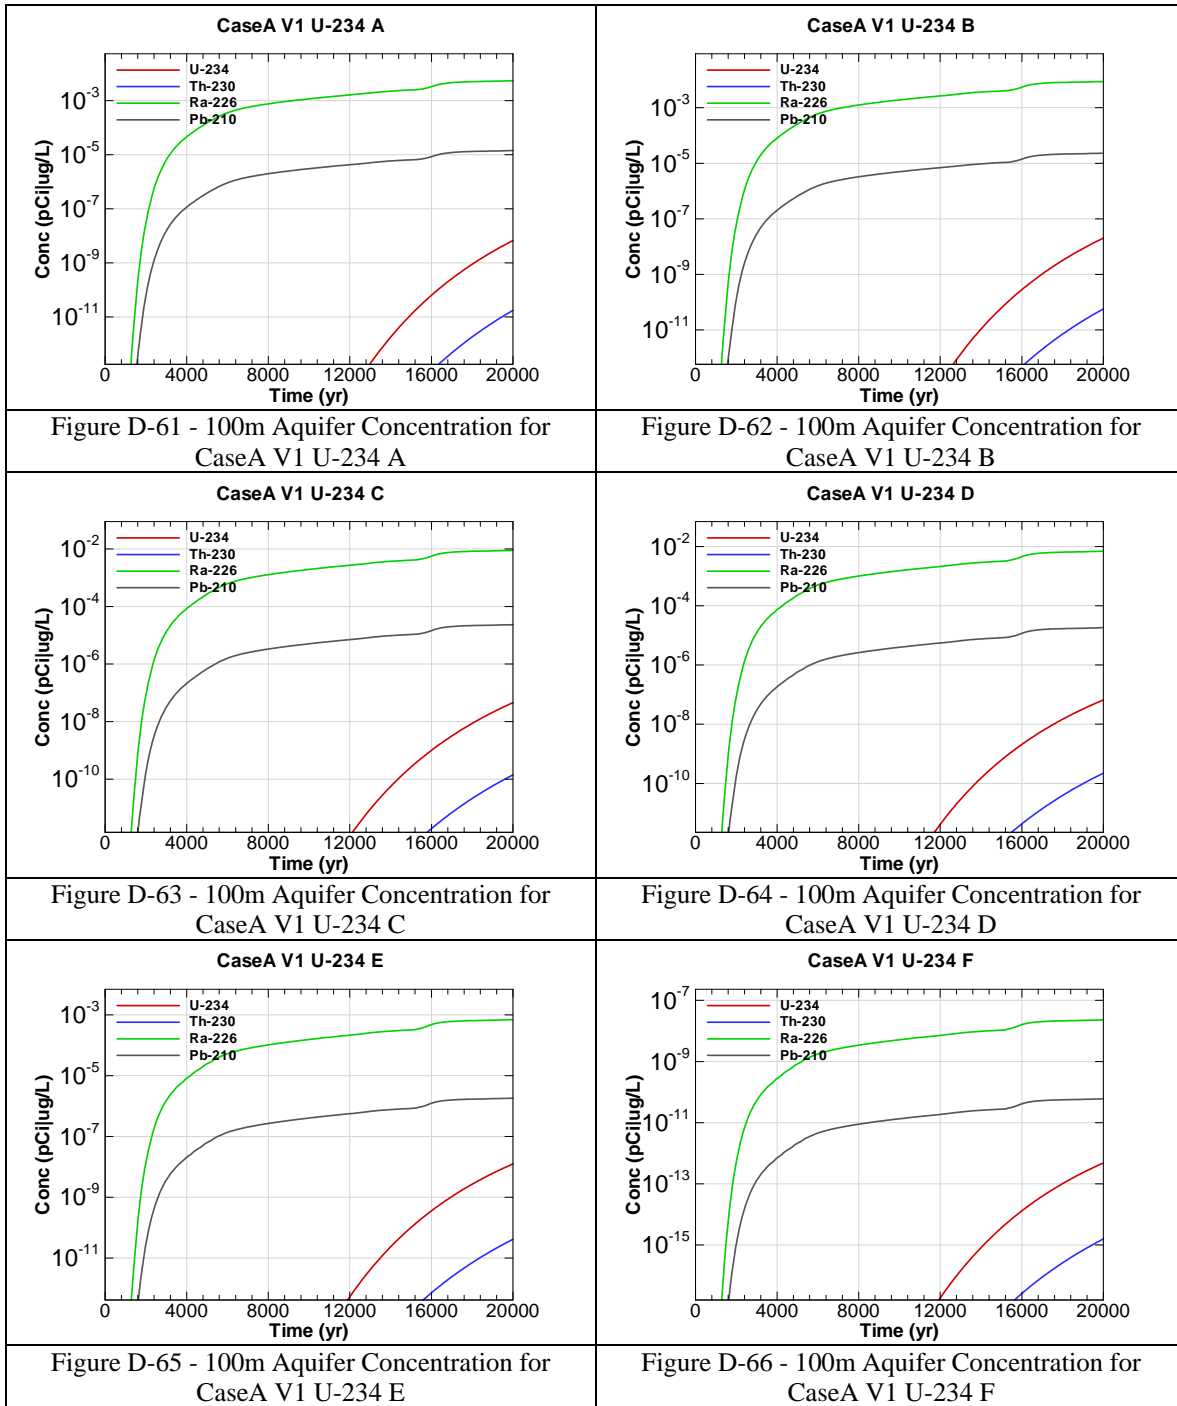 CaseA V1 U-234 A
U-234
Th-230
Ra-226
Pb-210
Conc (pCi|ug/L)
10-3
10-5
10-7
10-9
10-11
0 4000 8000 12000 16000 20000
Time (yr)
Figure D-61 - 100m Aquifer Concentration for
CaseA V1 U-234 A
CaseA V1 U-234 B
U-234
Th-230
Ra-226
Pb-210
Conc (pCi|ug/L)
10-3
10-5
10-7
10-9
10-11
0 4000 8000 12000 16000 20000
Time (yr)
Figure D-62 - 100m Aquifer Concentration for
CaseA V1 U-234 B
CaseA V1 U-234 C
U-234
Th-230
Ra-226
Pb-210
Conc (pCi|ug/L)
10-2
10-4
10-6
10-8
10-10
0 4000 8000 12000 16000 20000
Time (yr)
Figure D-63 - 100m Aquifer Concentration for
CaseA V1 U-234 C
CaseA V1 U-234 D
U-234
Th-230
Ra-226
Pb-210
Conc (pCi|ug/L)
10-2
10-4
10-6
10-8
10-10
0 4000 8000 12000 16000 20000
Time (yr)
Figure D-64 - 100m Aquifer Concentration for
CaseA V1 U-234 D
CaseA V1 U-234 E
U-234
Th-230
Ra-226
Pb-210
Conc (pCi|ug/L)
10-3
10-5
10-7
10-9
10-11
0 4000 8000 12000 16000 20000
Time (yr)
Figure D-65 - 100m Aquifer Concentration for
CaseA V1 U-234 E
CaseA V1 U-234 F
U-234
Th-230
Ra-226
Pb-210
Conc (pCi|ug/L)
10-7
10-9
10-11
10-13
10-15
0 4000 8000 12000 16000 20000
Time (yr)
Figure D-66 - 100m Aquifer Concentration for
CaseA V1 U-234 F